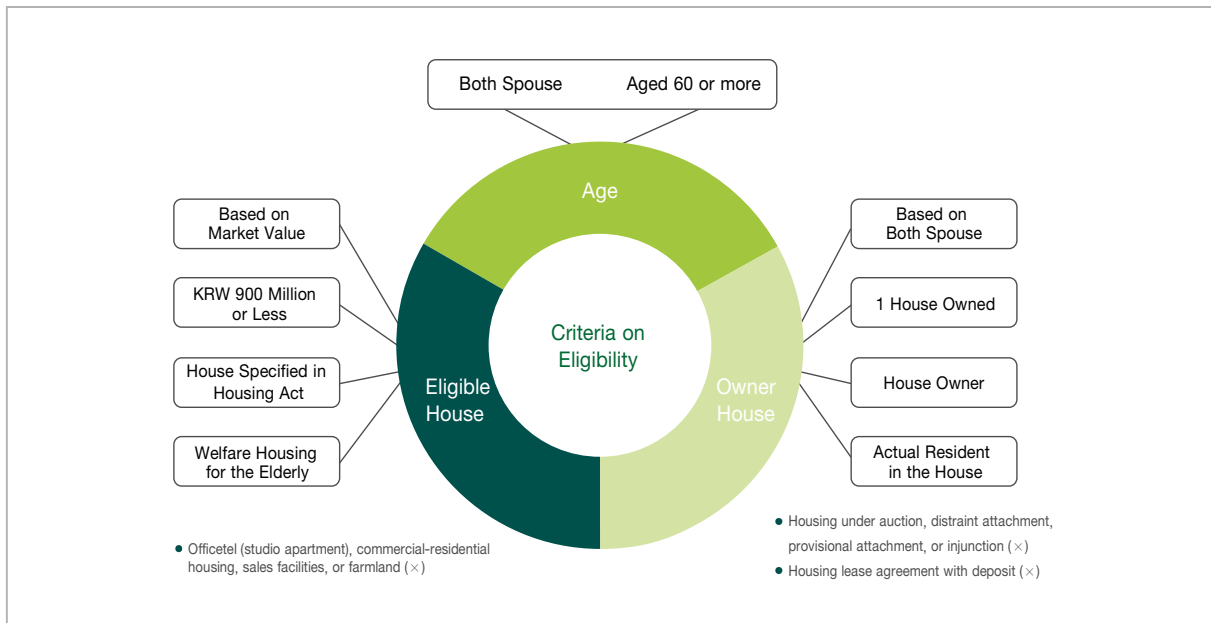 Both Spouse Aged 60 or more
Age
Based on
Market Value
KRW 900 Million
or Less
House Specified in
Housing Act
Welfare Housing
for the Elderly
Eligible
House
Criteria on
Eligibility
Owner
House
Based on
Both Spouse
1 House Owned
House Owner
Actual Resident
in the House
● Officetel (studio apartment), commercial-residential
housing, sales facilities, or farmland (×)
● Housing under auction, distraint attachment,
provisional attachment, or injunction (×)
● Housing lease agreement with deposit (×)